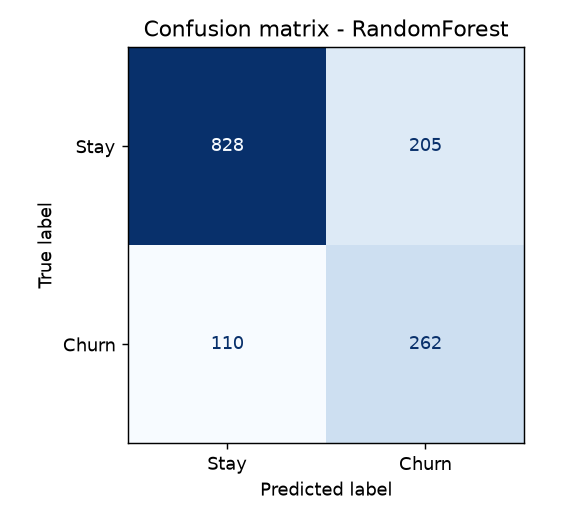 Confusion matrix - RandomForest
True label
Stay
828
205
Churn
110
262
Stay
Churn
Predicted label